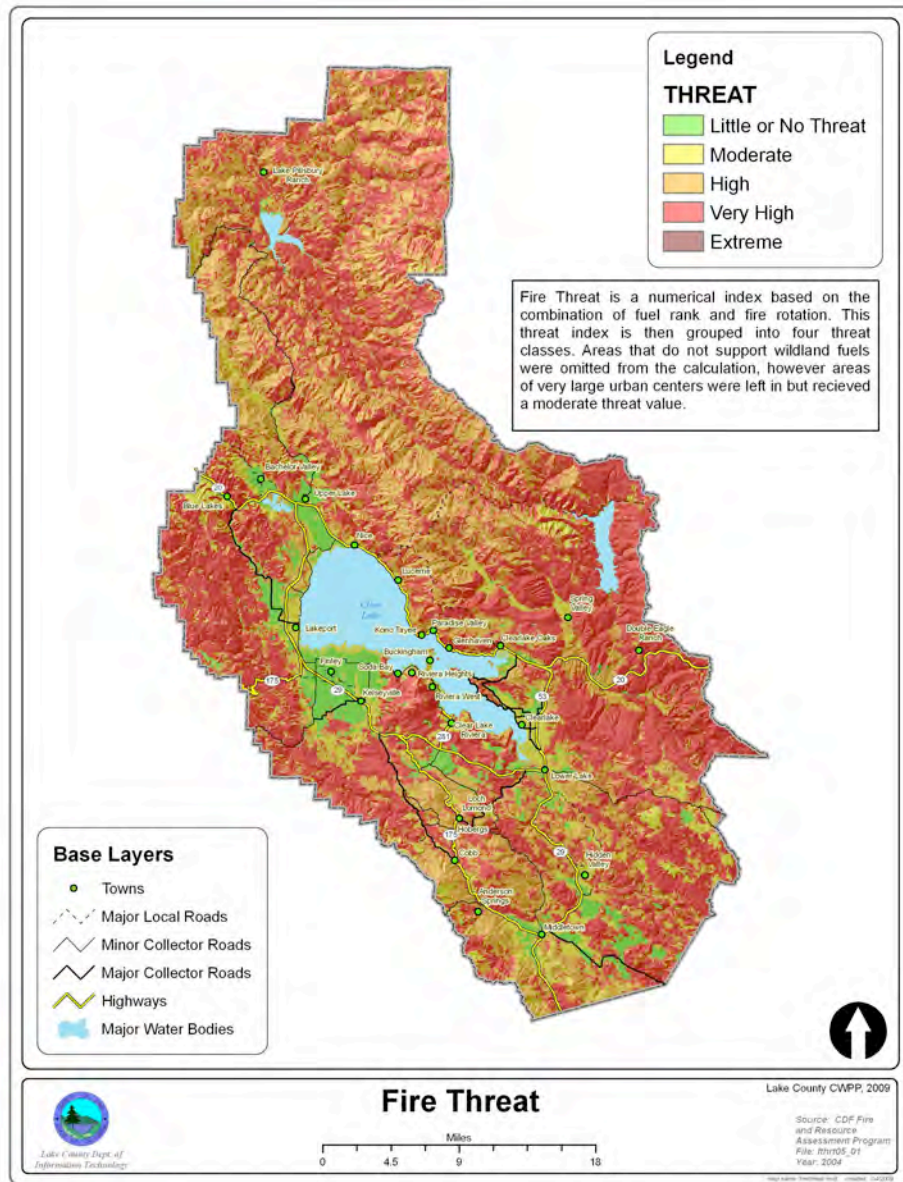 Legend
THREAT
Little or No Threat
Moderate
High
Very High
Extreme
Fire Threat is a numerical index based on the
combination of fuel rank and fire rotation. This
threat index is then grouped into four threat
classes. Areas that do not support wildland fuels
were omitted from the calculation, however areas
of very large urban centers were left in but recieved
a moderate threat value.
Lake Pillsbury
Ranch
Bachelor Valley
20
Blue Lakes
Upper Lake
Nice
Lucerne
Clear
Lake
Spring
Valley
Paradise Valley
Kono Tayee
Lakeport
Glenhaven
Clearlake Oaks
Double Eagle
Ranch
Buckingham
Finley
Soda Bay
Riviera Heights
175
29
20
Riviera West
53
Kelseyville
Clear Lake
Riviera
Clearlake
281
Lower Lake
Loch
Lomond
Hobergs
175
29
Cobb
Hidden
Valley
Anderson
Springs
Middletown
Base Layers
Towns
Major Local Roads
Minor Collector Roads
Major Collector Roads
Highways
Major Water Bodies
Fire Threat
Miles
0 4.5 9 18
Lake County Dept. of
Information Technology
Lake County CWPP, 2009
Source: CDF Fire
and Resource
Assessment Program
File: fthrt05_01
Year: 2004